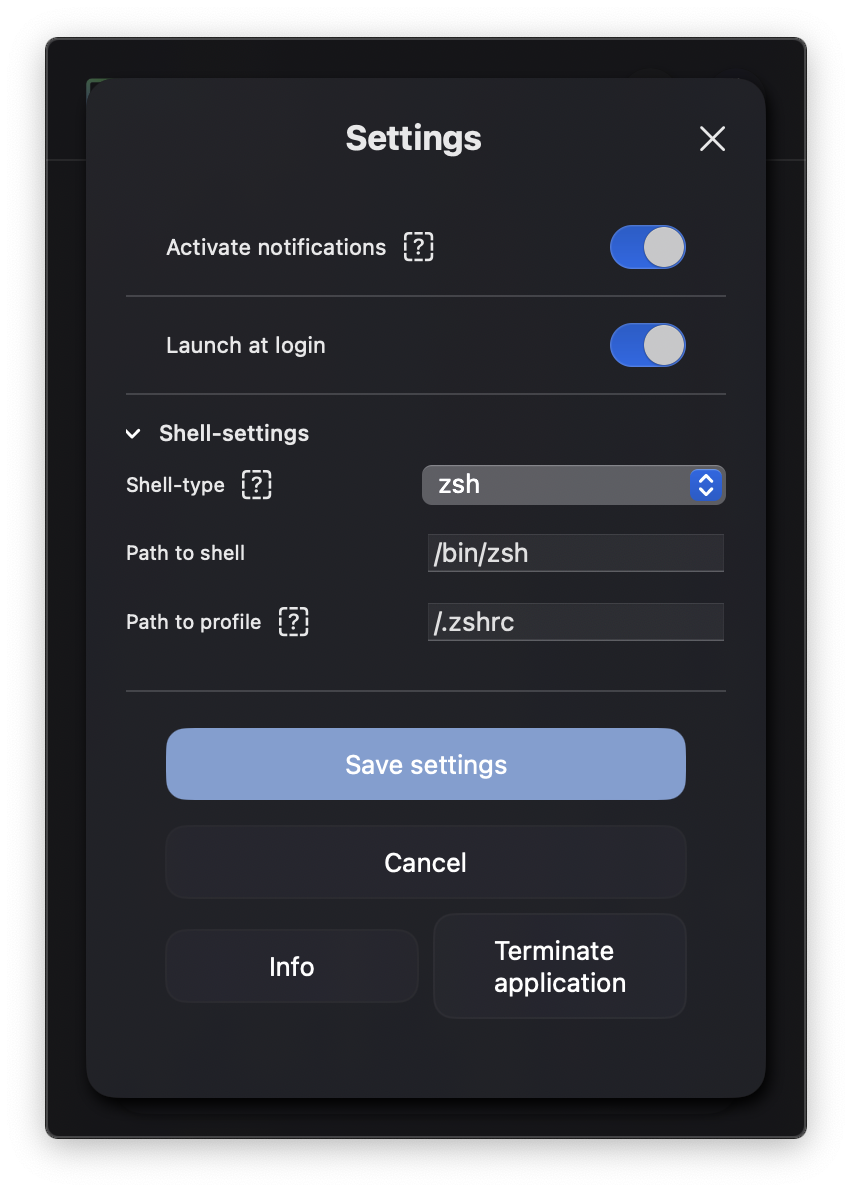 Settings
Activate notifications [?]
Launch at login
Shell-settings
Shell-type [?]
zsh
Path to shell
/bin/zsh
Path to profile [?]
/.zshrc
Save settings
Cancel
Info
Terminate
application